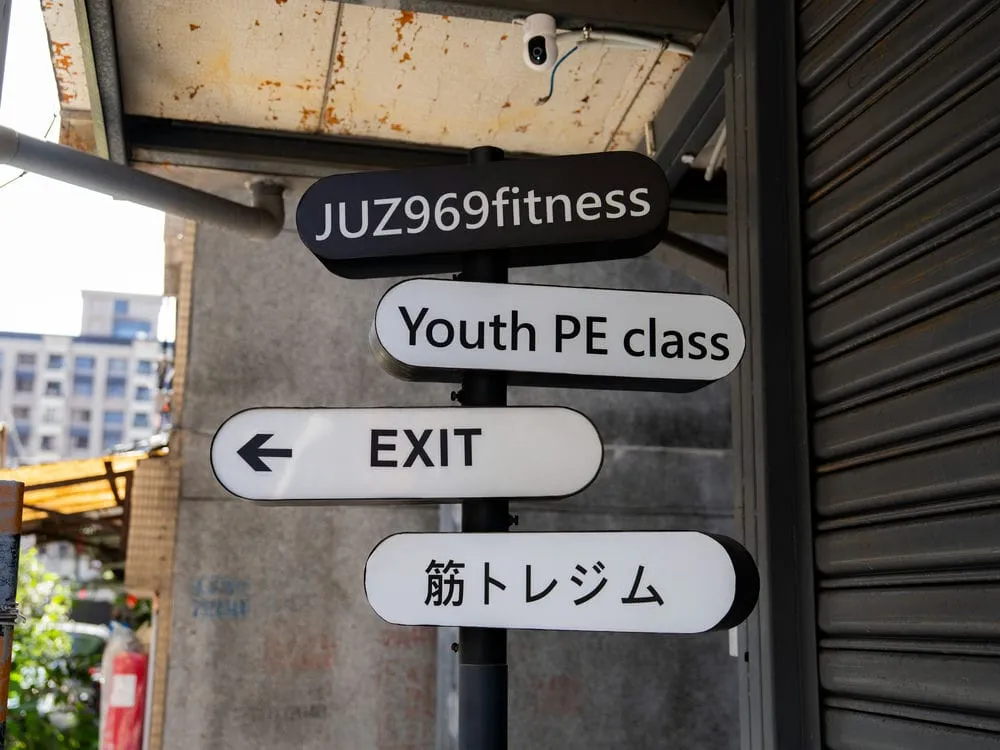 JUZ969fitness
Youth PE class
← EXIT
筋トレジム